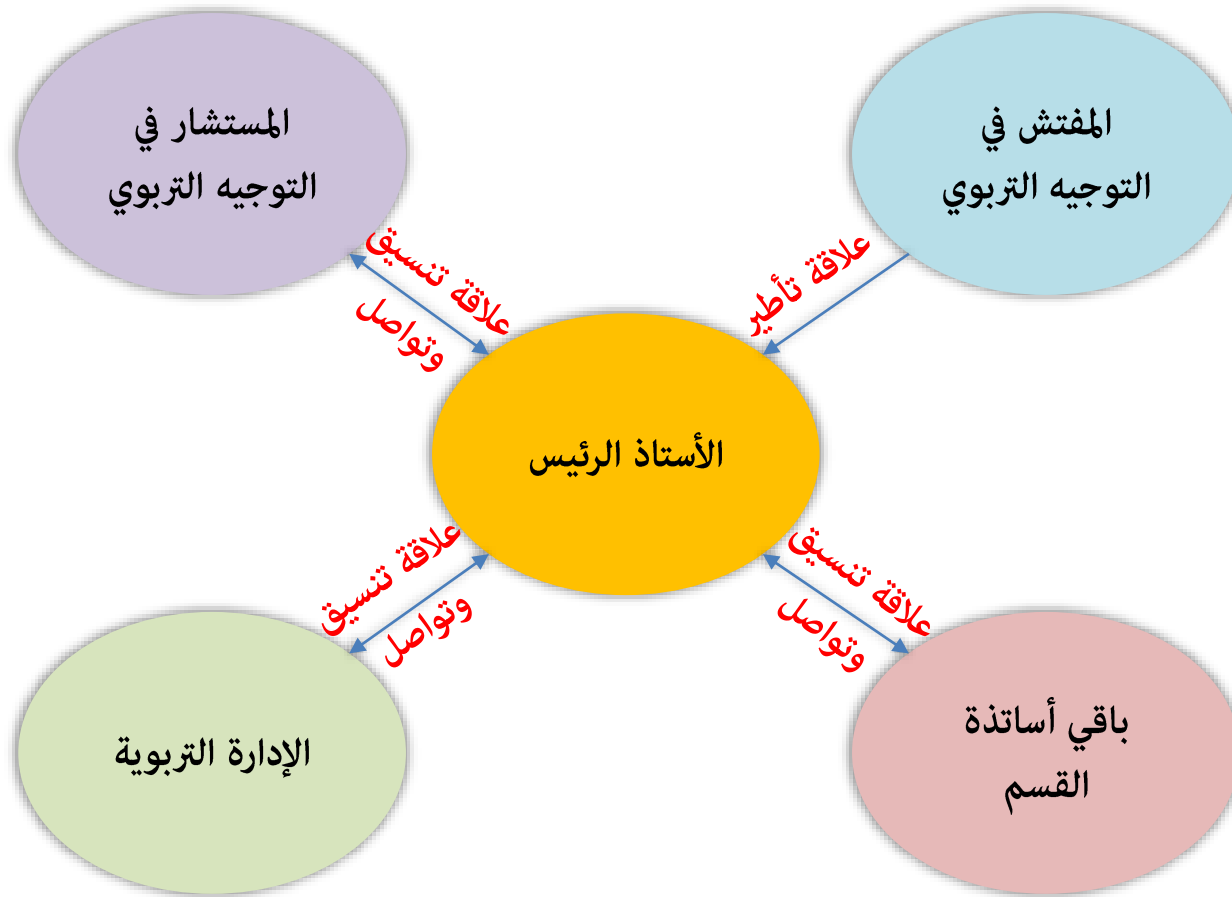 المفتش في
التوجيه التربوي
المستشار في
التوجيه التربوي
علاقة تأطير
علاقة تنسيق
وتواصل
الأستاذ الرئيس
علاقة تنسيق
وتواصل
علاقة تنسيق
وتواصل
باقي أساتذة
القسم
الإدارة التربوية